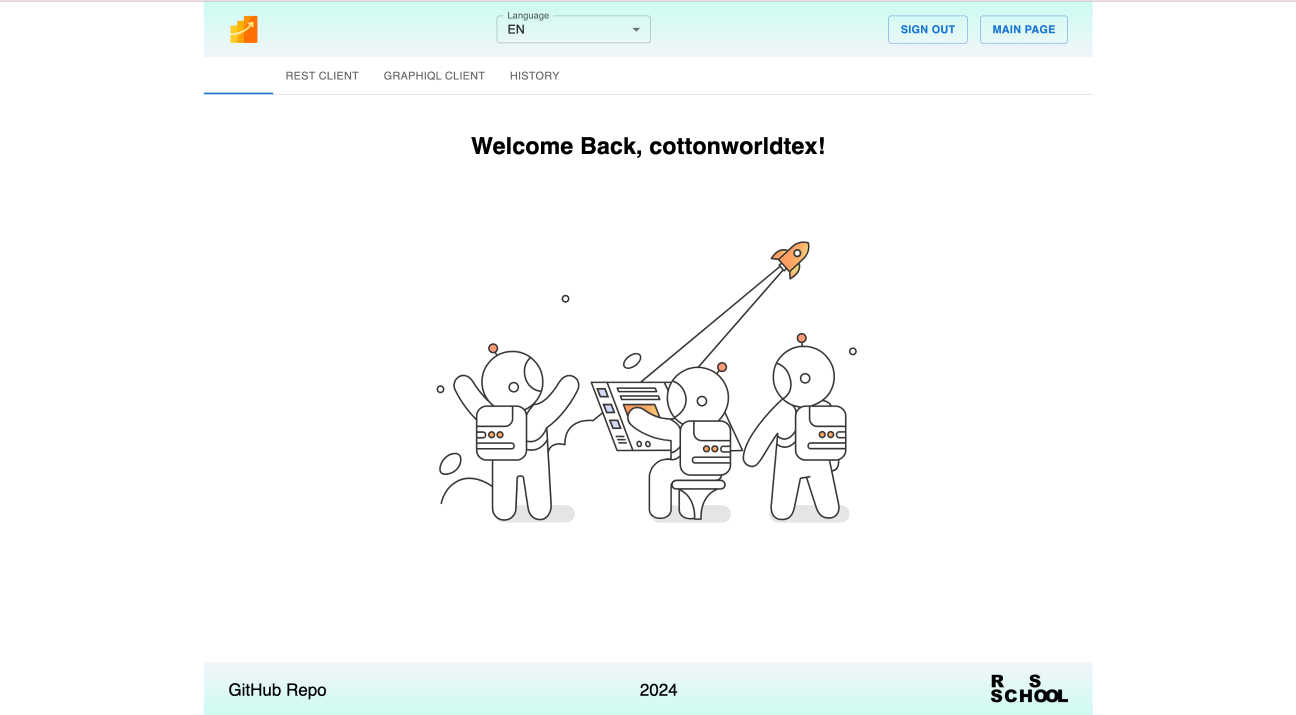 Language
EN
SIGN OUT
MAIN PAGE
REST CLIENT
GRAPHIQL CLIENT
HISTORY
Welcome Back, cottonworldtex!
GitHub Repo
2024
R S
SCHOOL